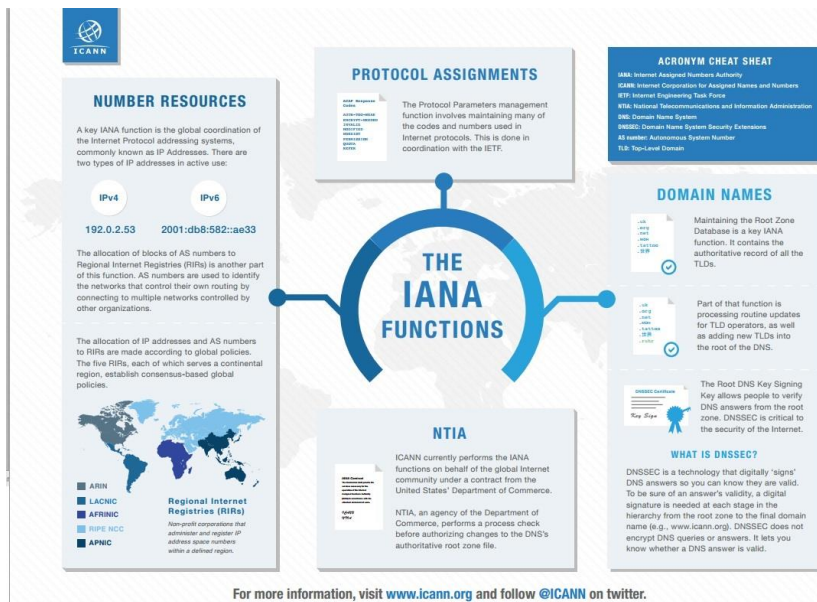 ICANN
NUMBER RESOURCES
A key IANA function is the global coordination of
the Internet Protocol addressing systems,
commonly known as IP Addresses. There are
two types of IP addresses in active use:
IPv4 IPv6
192.0.2.53 2001:db8:582::ae33
The allocation of blocks of AS numbers to
Regional Internet Registries (RIRs) is another part
of this function. AS numbers are used to identify
the networks that control their own routing by
connecting to multiple networks controlled by
other organizations.
The allocation of IP addresses and AS numbers
to RIRs are made according to global policies.
The five RIRs, each of which serves a continental
region, establish consensus-based global
policies.
ARIN
LACNIC
AFRINIC
RIPE NCC
APNIC
Regional Internet
Registries (RIRs)
Non-profit corporations that
administer and register IP
address space numbers
within a defined region.
PROTOCOL ASSIGNMENTS
The Protocol Parameters management
function involves maintaining many of
the codes and numbers used in
Internet protocols. This is done in
coordination with the IETF.
THE
IANA
FUNCTIONS
NTIA
ICANN currently performs the IANA
functions on behalf of the global Internet
community under a contract from the
United States' Department of Commerce.
NTIA, an agency of the Department of
Commerce, performs a process check
before authorizing changes to the DNS's
authoritative root zone file.
ACRONYM CHEAT SHEAT
IANA: Internet Assigned Numbers Authority
ICANN: Internet Corporation for Assigned Names and Numbers
IETF: Internet Engineering Task Force
NTIA: National Telecommunications and Information Administration
DNS: Domain Name System
DNSSEC: Domain Name System Security Extensions
AS number: Autonomous System Number
TLD: Top-Level Domain
DOMAIN NAMES
.uk
.org
Maintaining the Root Zone
Database is a key IANA
function. It contains the
authoritative record of all the
TLDs.
.uk
.org
Part of that function is
processing routine updates
for TLD operators, as well
as adding new TLDs into
the root of the DNS.
DNSSEC Certificate
Key Sign
The Root DNS Key Signing
Key allows people to verify
DNS answers from the root
zone. DNSSEC is critical to
the security of the Internet.
WHAT IS DNSSEC?
DNSSEC is a technology that digitally 'signs'
DNS answers so you can know they are valid.
To be sure of an answer's validity, a digital
signature is needed at each stage in the
hierarchy from the root zone to the final domain
name (e.g., www.icann.org). DNSSEC does not
encrypt DNS queries or answers. It lets you
know whether a DNS answer is valid.
For more information, visit www.icann.org and follow @ICANN on twitter.